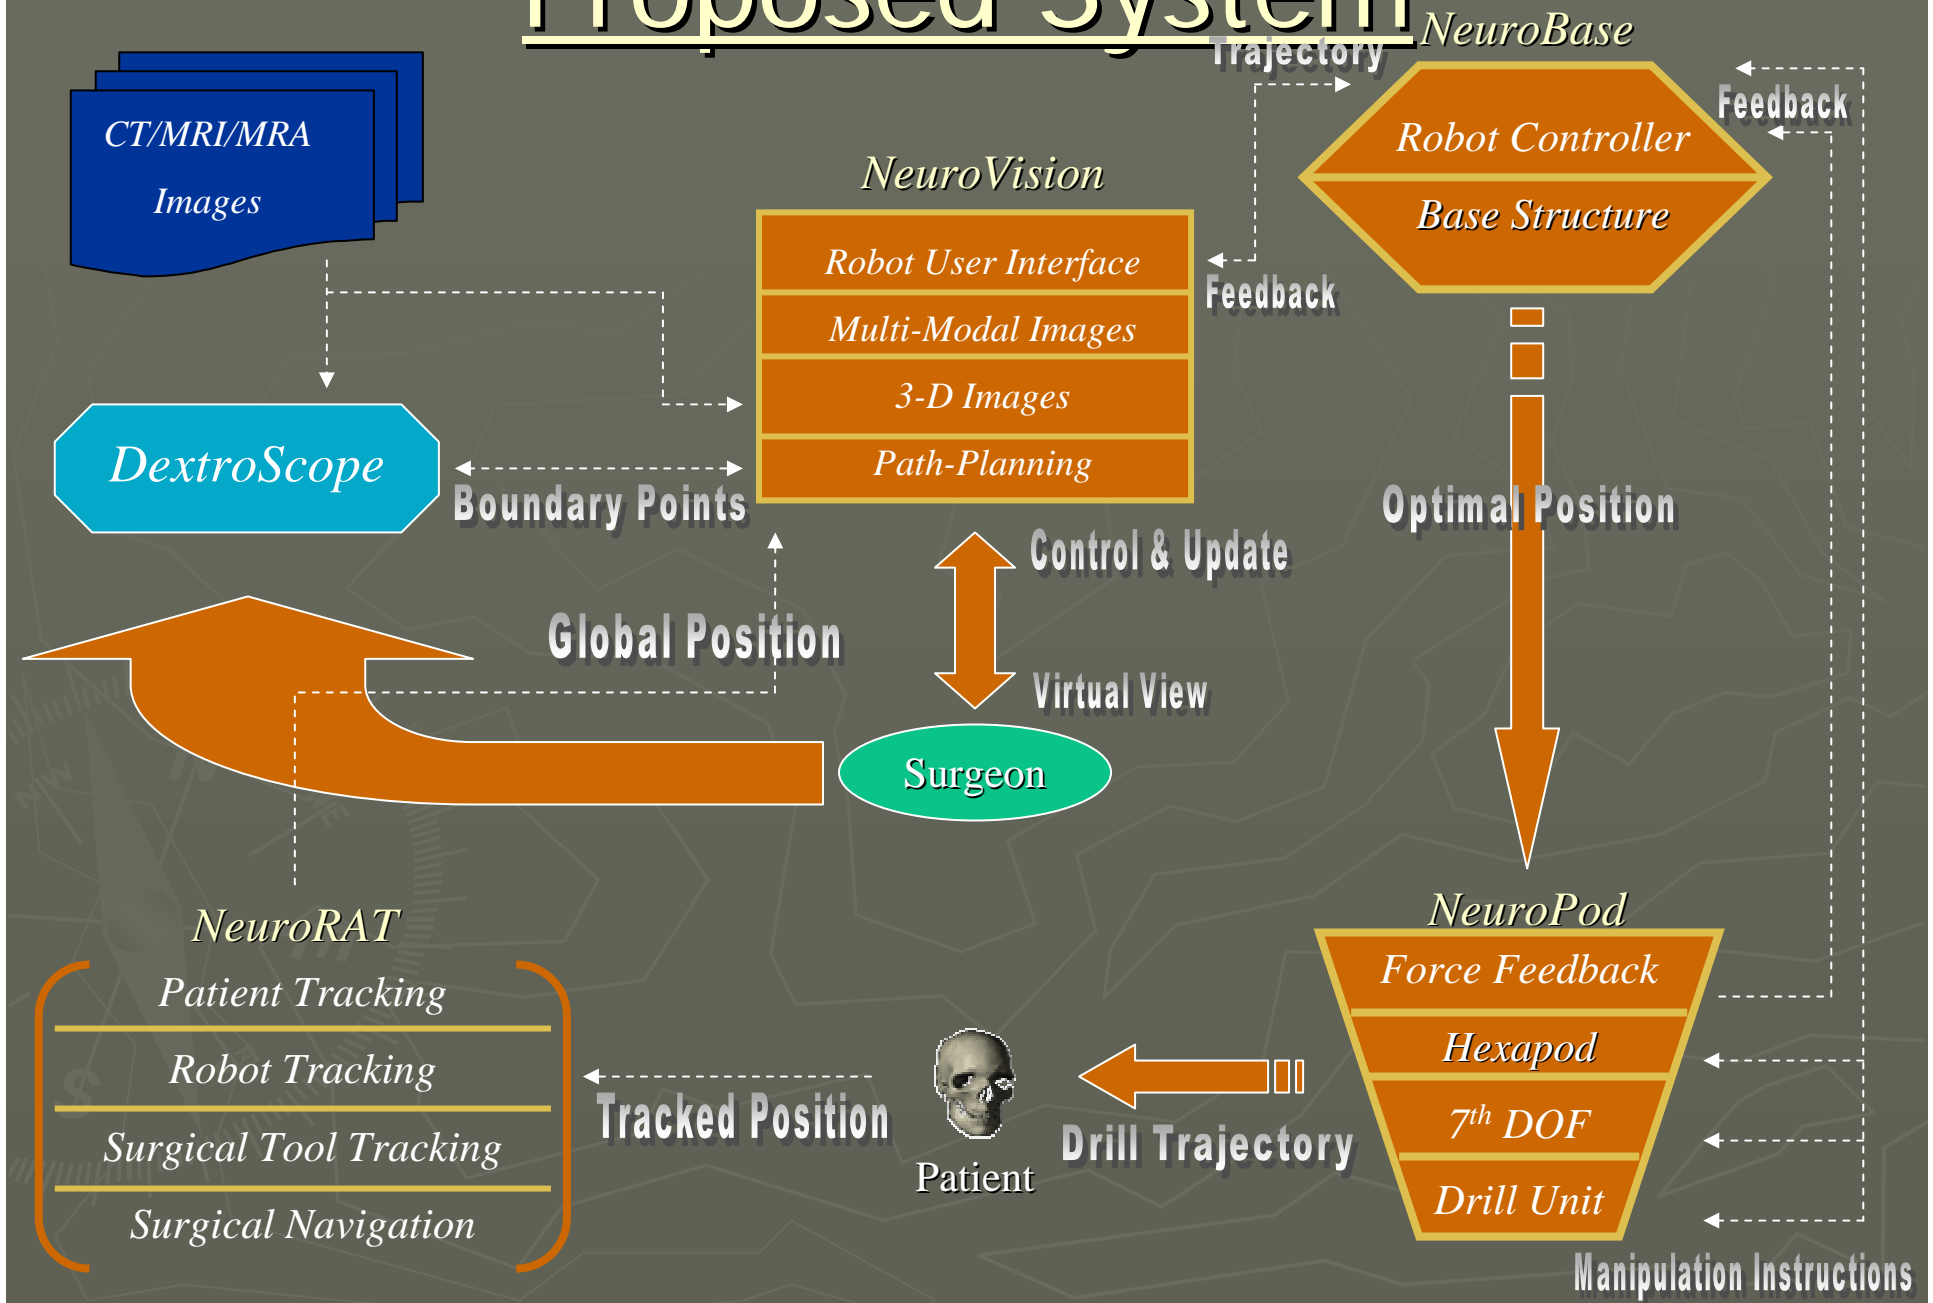 Proposed System
NeuroBase
Trajectory
Feedback
CT/MRI/MRA
Images
Robot Controller
Base Structure
NeuroVision
Robot User Interface
Multi-Modal Images
3-D Images
Path-Planning
Feedback
DextroScope
Boundary Points
Optimal Position
Control & Update
Global Position
Virtual View
Surgeon
NeuroRAT
Patient Tracking
Robot Tracking
Surgical Tool Tracking
Surgical Navigation
Tracked Position
Patient
Drill Trajectory
NeuroPod
Force Feedback
Hexapod
7th DOF
Drill Unit
Manipulation Instructions
NW
N
NE
S